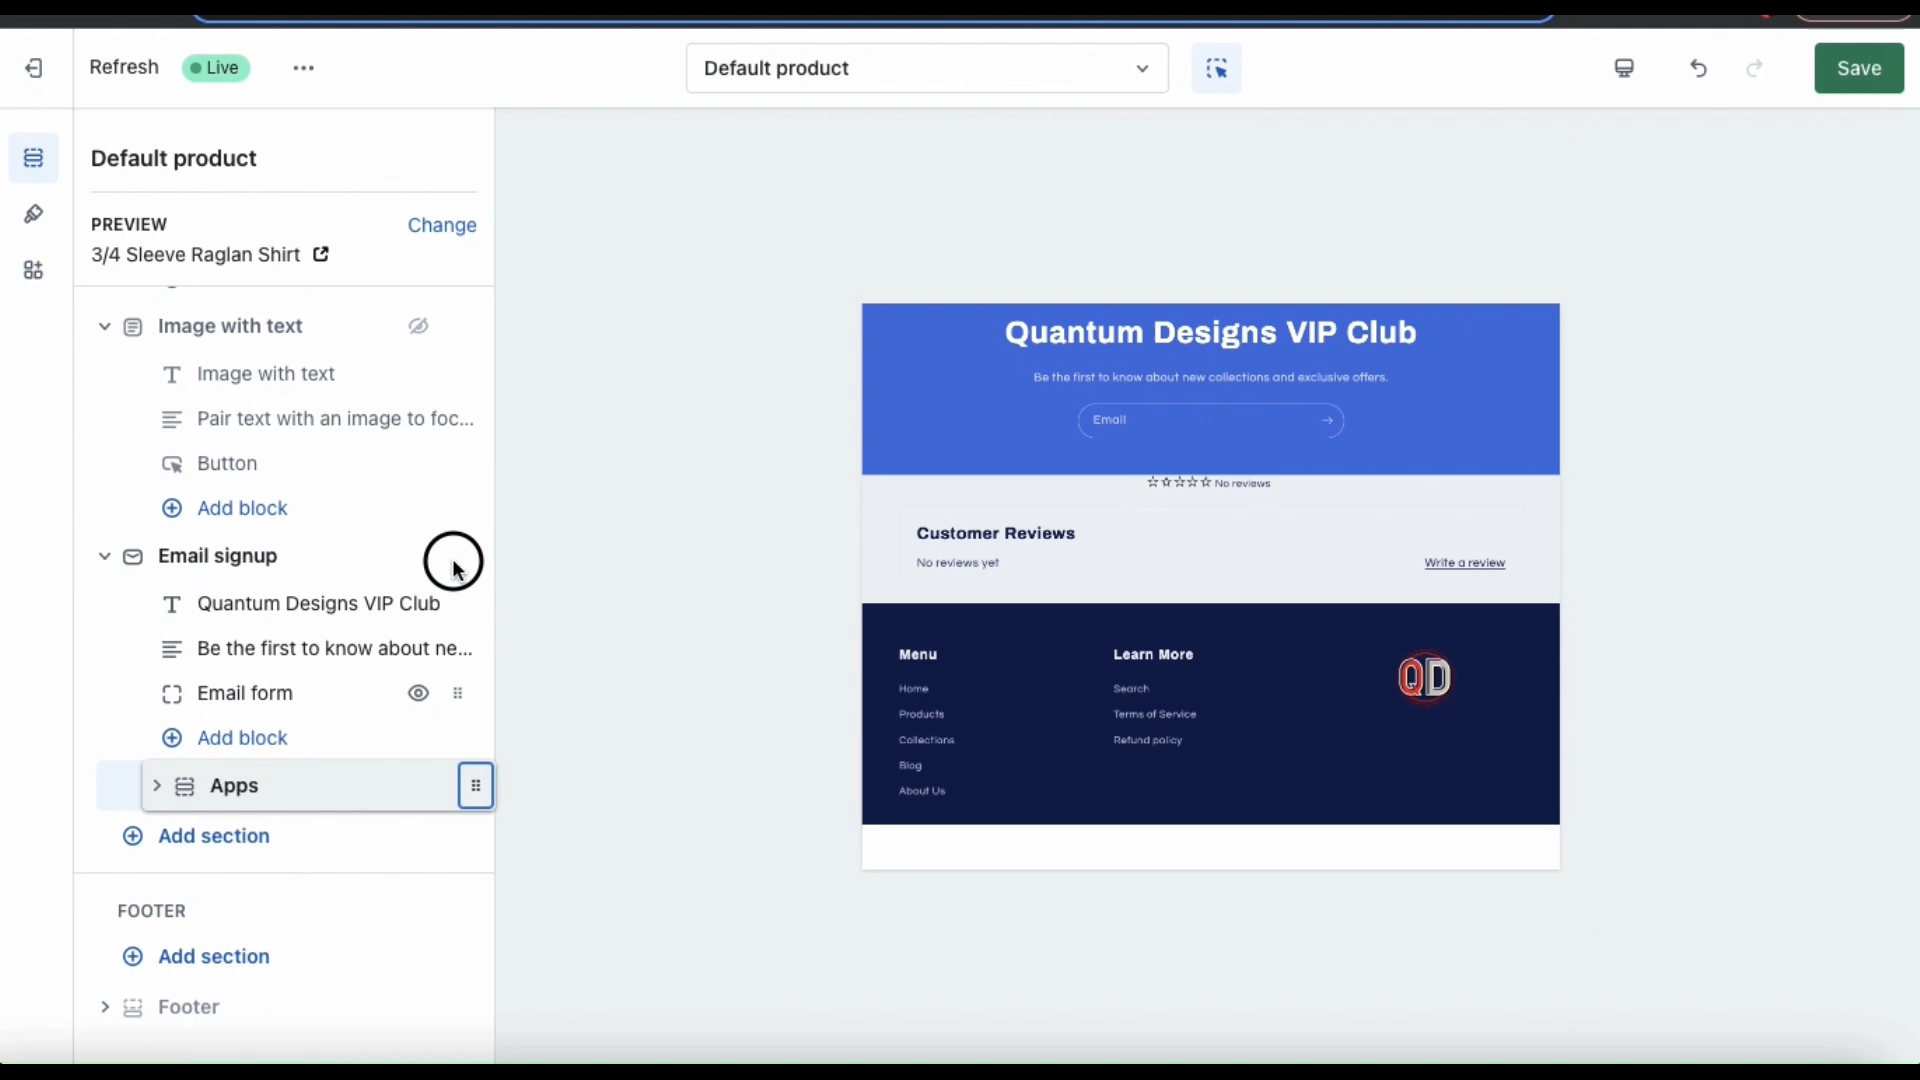 Refresh
Live
Default product
Save
Default product
PREVIEW
Change
3/4 Sleeve Raglan Shirt
Image with text
Image with text
Pair text with an image to foc...
Button
Add block
Email signup
Quantum Designs VIP Club
Be the first to know about ne...
Email form
Add block
Apps
Add section
FOOTER
Add section
Footer
Quantum Designs VIP Club
Be the first to know about new collections and exclusive offers.
Email
No reviews
Customer Reviews
No reviews yet
Write a review
Menu
Home
Products
Collections
Blog
About Us
Learn More
Search
Terms of Service
Refund policy
QD